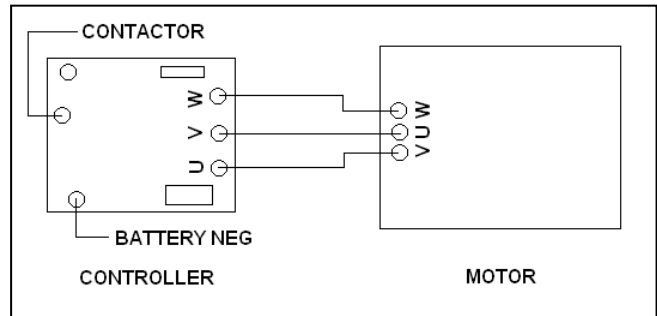 CONTACTOR
W
V
U
W
U
V
BATTERY NEG
CONTROLLER
MOTOR